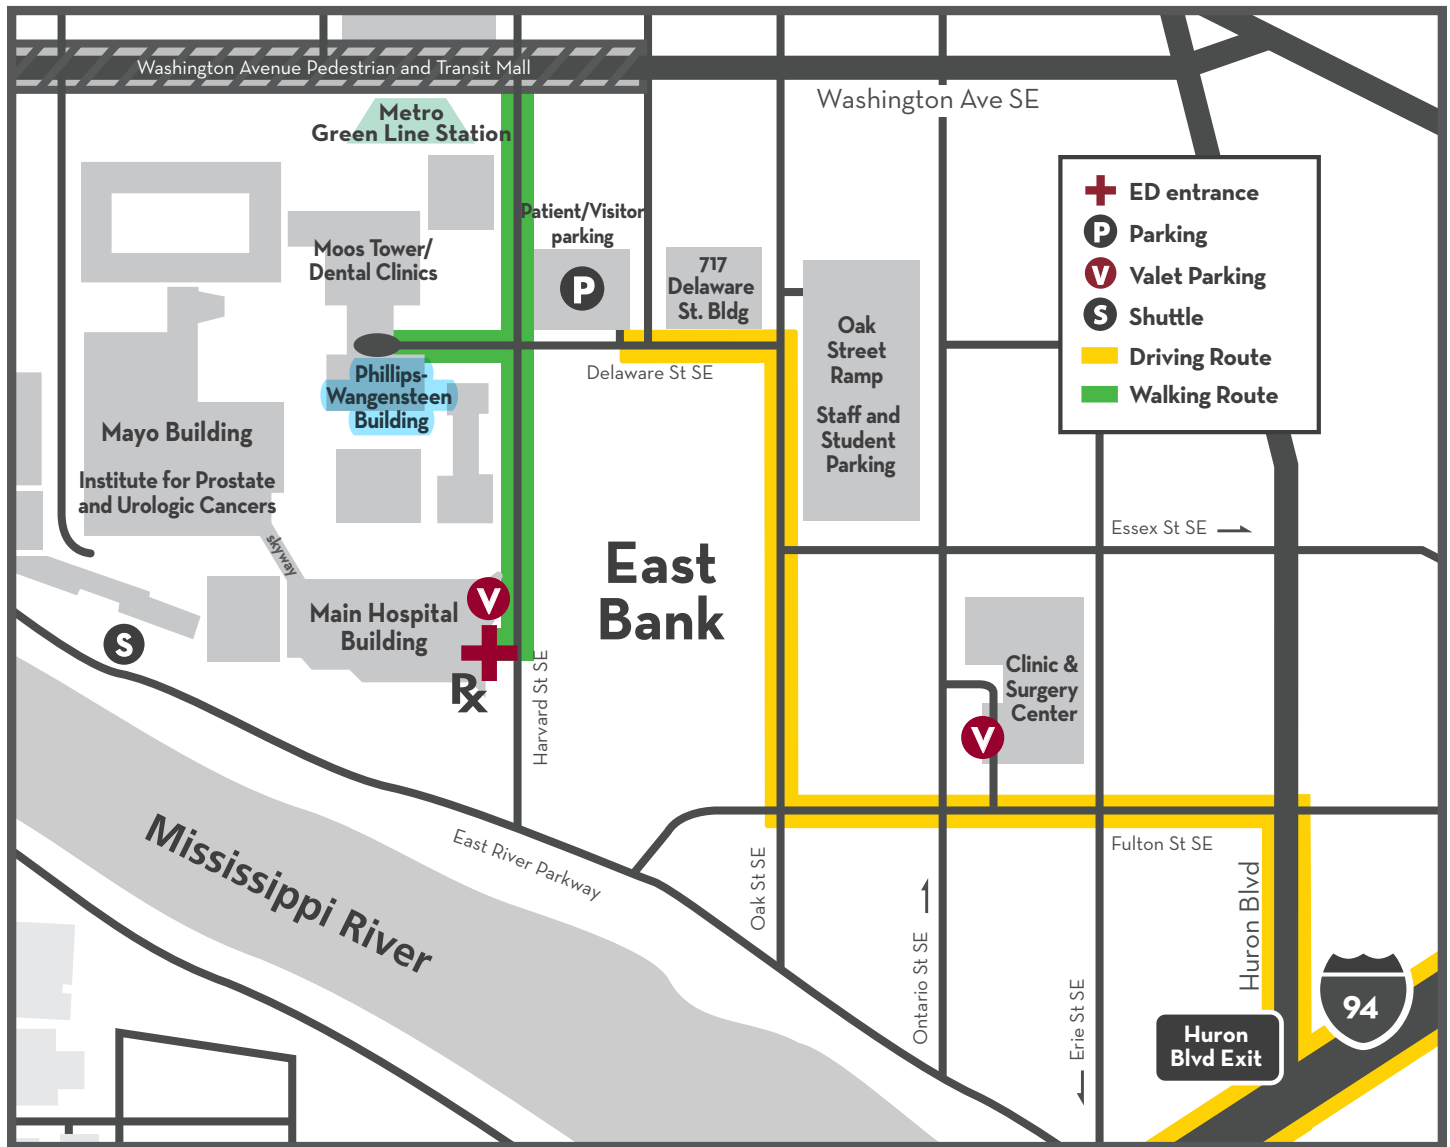 Washington Avenue Pedestrian and Transit Mall
Washington Ave SE
Metro
Green Line Station
Patient/Visitor
parking
P
Moos Tower/
Dental Clinics
717
Delaware
St. Bldg
ED entrance
P Parking
V Valet Parking
S Shuttle
Driving Route
Walking Route
Oak
Street
Ramp
Staff and
Student
Parking
Delaware St SE
Phillips-
Wangensteen
Building
Mayo Building
Institute for Prostate
and Urologic Cancers
skyway
Essex St SE
East
Bank
Main Hospital
Building
V
S
Rx
Harvard St SE
Clinic &
Surgery
Center
V
Mississippi River
East River Parkway
Fulton St SE
Oak St SE
Ontario St SE
Erie St SE
Huron Blvd
94
Huron
Blvd Exit